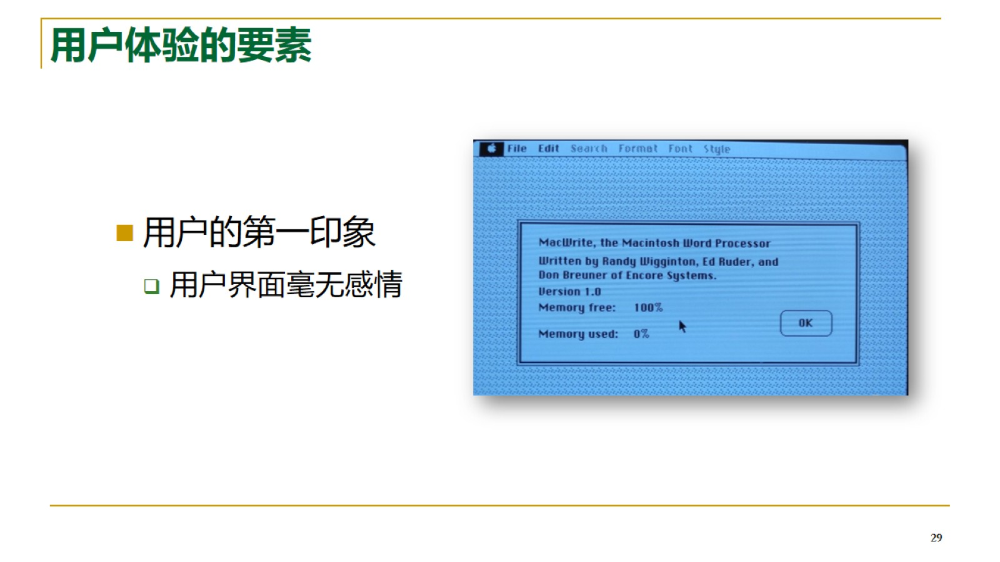 用户体验的要素
用户的第一印象
用户界面毫无感情
File Edit Search Format Font Style
MacWrite, the Macintosh Word Processor
Written by Randy Wigginton, Ed Ruder, and
Don Breuner of Encore Systems.
Version 1.0
Memory free: 100%
OK
Memory used: 0%
29